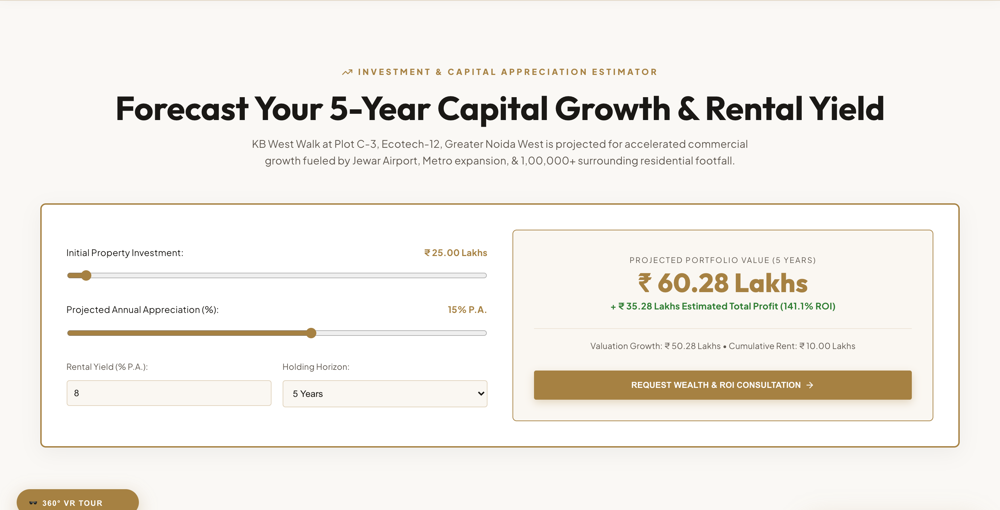 INVESTMENT & CAPITAL APPRECIATION ESTIMATOR
Forecast Your 5-Year Capital Growth & Rental Yield
KB West Walk at Plot C-3, Ecotech-12, Greater Noida West is projected for accelerated commercial
growth fueled by Jewar Airport, Metro expansion, & 1,00,000+ surrounding residential footfall.
Initial Property Investment:
₹ 25.00 Lakhs
Projected Annual Appreciation (%):
15% P.A.
Rental Yield (% P.A.):
Holding Horizon:
8
5 Years
PROJECTED PORTFOLIO VALUE (5 YEARS)
₹ 60.28 Lakhs
+ ₹ 35.28 Lakhs Estimated Total Profit (141.1% ROI)
Valuation Growth: ₹ 50.28 Lakhs • Cumulative Rent: ₹ 10.00 Lakhs
REQUEST WEALTH & ROI CONSULTATION →
360° VR TOUR